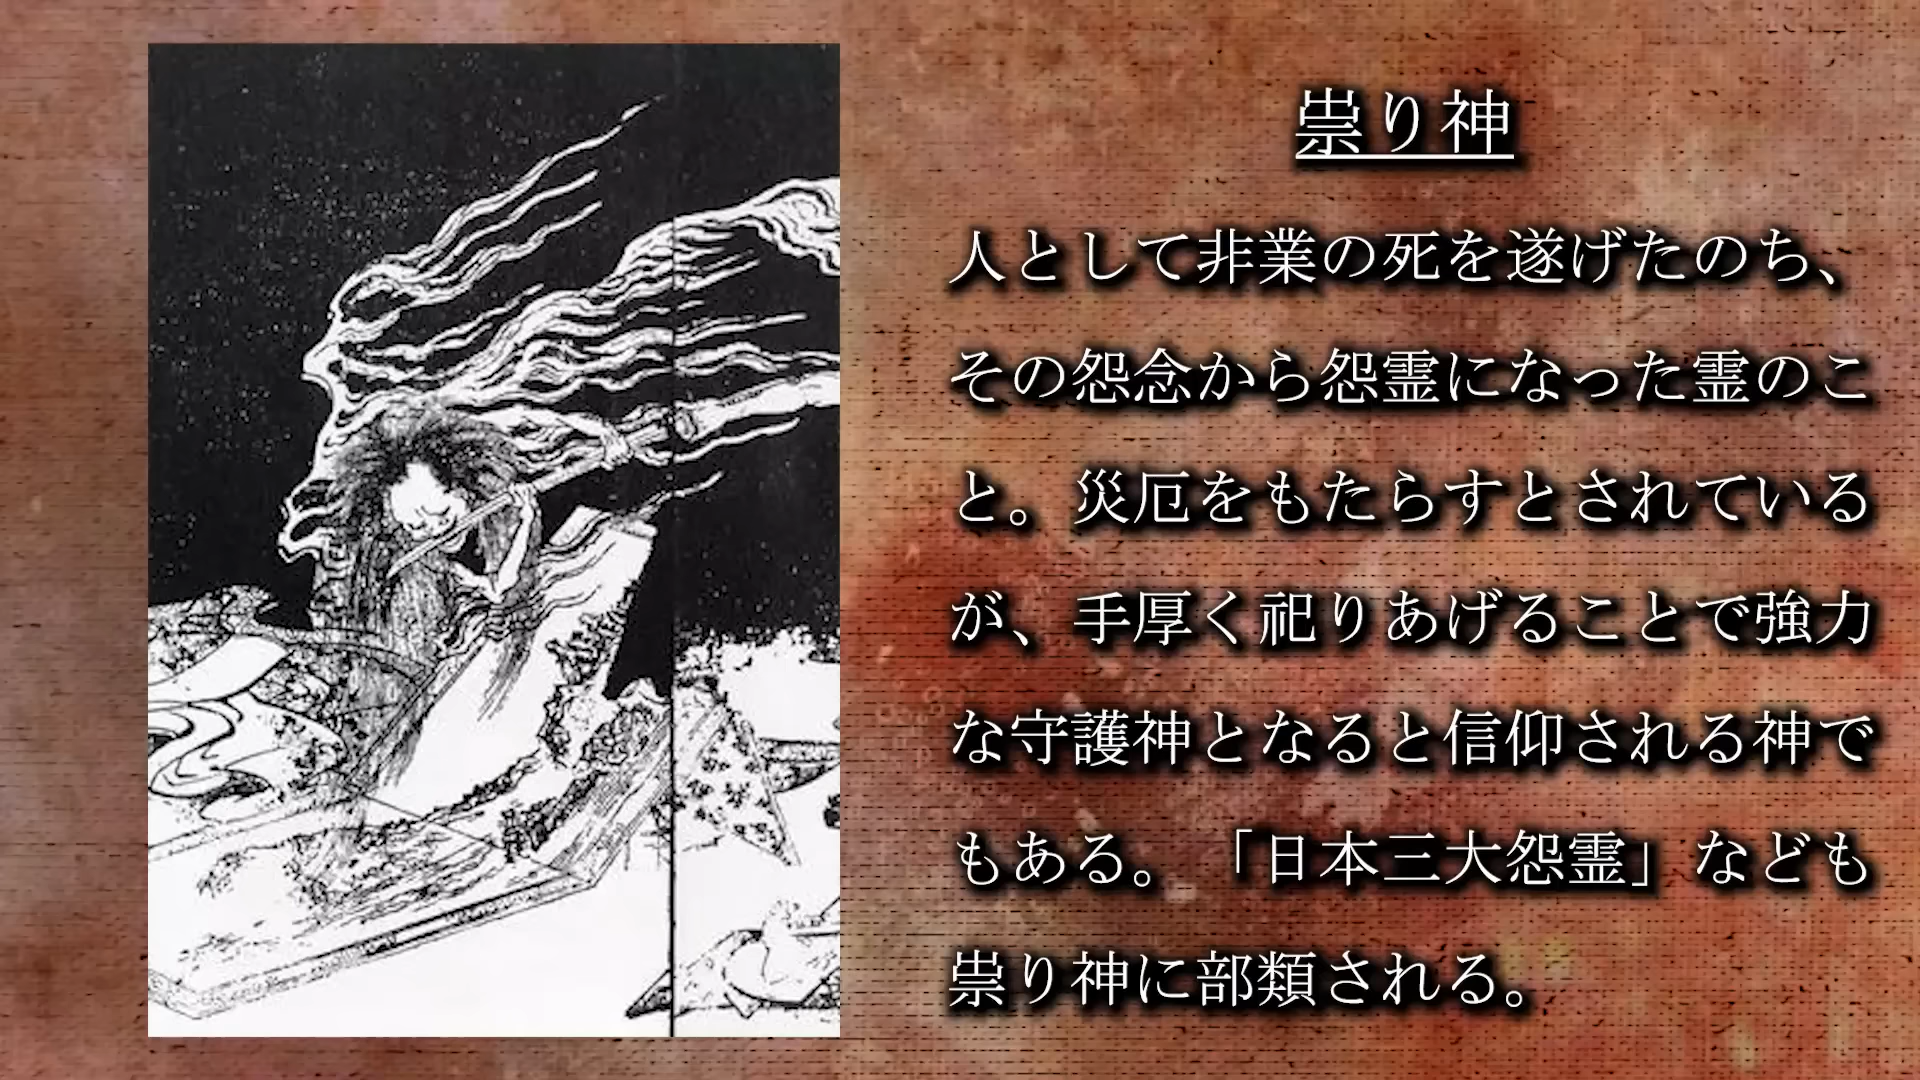 祟り神
人として非業の死を遂げたのち、
その怨念から怨霊になった霊のこ
と。災厄をもたらすとされている
が、手厚く祀りあげることで強力
な守護神となると信仰される神で
もある。「日本三大怨霊」なども
祟り神に部類される。